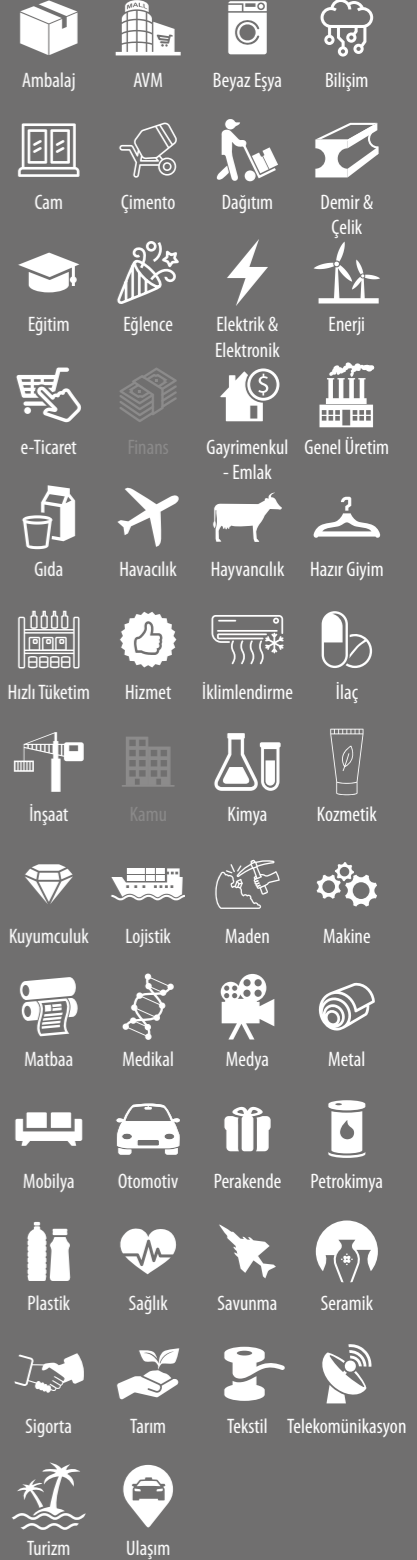 MALL
Ambalaj
AVM
Beyaz Eşya
Bilişim
Cam
Çimento
Dağıtım
Demir &
Çelik
Eğitim
Eğlence
Elektrik &
Elektronik
Enerji
e-Ticaret
Finans
Gayrimenkul
- Emlak
Genel Üretim
Gıda
Havacılık
Hayvancılık
Hazır Giyim
Hızlı Tüketim
Hizmet
İklimlendirme
İlaç
İnşaat
Kamu
Kimya
Kozmetik
Kuyumculuk
Lojistik
Maden
Makine
Matbaa
Medikal
Medya
Metal
Mobilya
Otomotiv
Perakende
Petrokimya
Plastik
Sağlık
Savunma
Seramik
Sigorta
Tarım
Tekstil
Telekomünikasyon
Turizm
Ulaşım